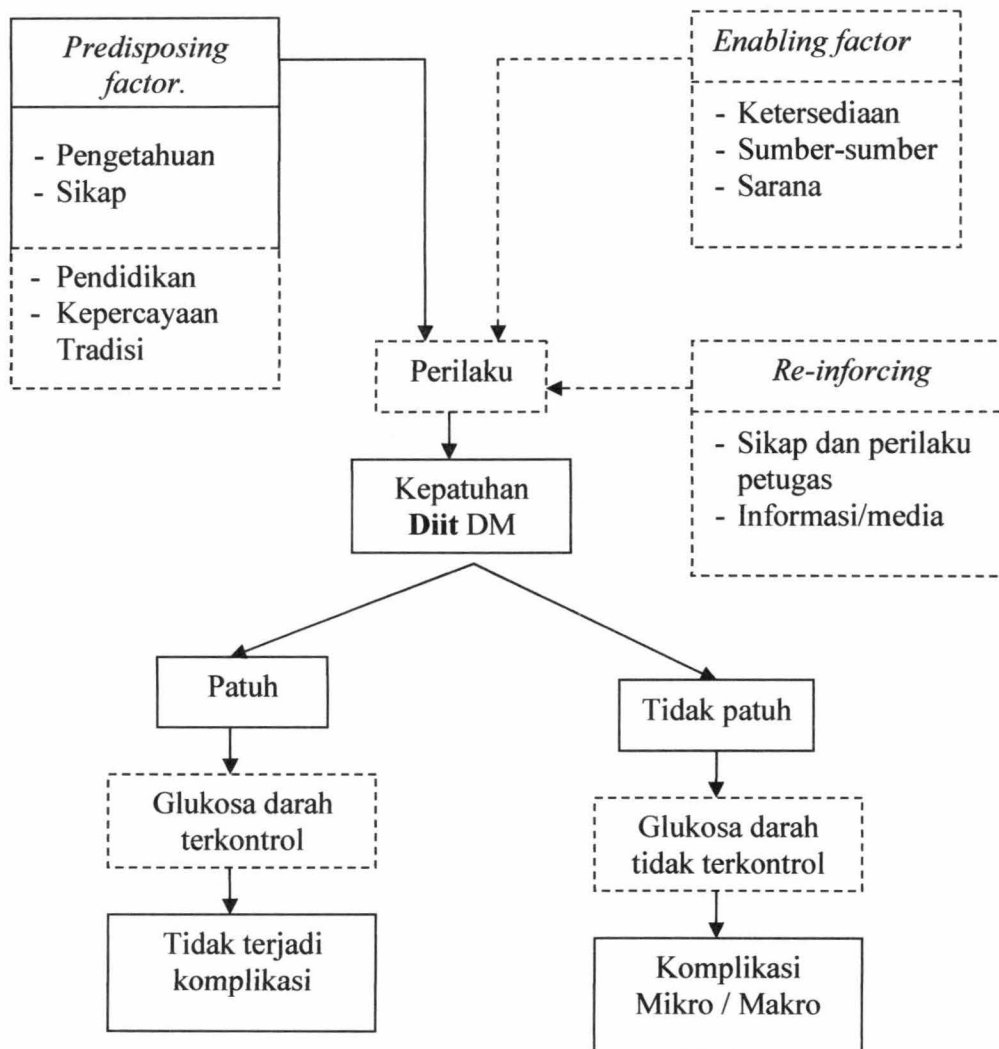 Predisposing
factor.
- Pengetahuan
- Sikap
- Pendidikan
- Kepercayaan
Tradisi
Enabling factor
- Ketersediaan
- Sumber-sumber
- Sarana
Perilaku
Re-inforcing
- Sikap dan perilaku
petugas
- Informasi/media
Kepatuhan
Diit DM
Patuh
Tidak patuh
Glukosa darah
terkontrol
Glukosa darah
tidak terkontrol
Tidak terjadi
komplikasi
Komplikasi
Mikro / Makro